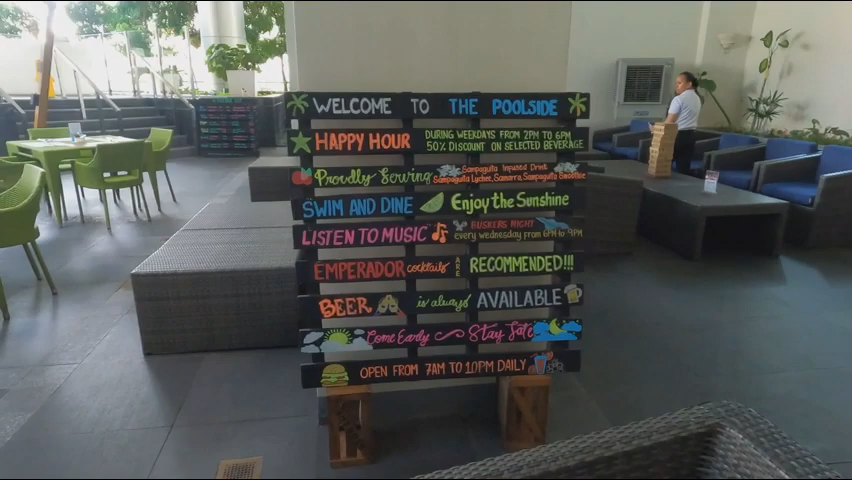 WELCOME TO THE POOLSIDE
HAPPY HOUR DURING WEEKDAYS FROM 2PM TO 6PM
50% DISCOUNT ON SELECTED BEVERAGE
Proudly Serving Sampaguita Infused Drink
Sampaguita Lychee, Samara, Sampaguita Smoothie
SWIM AND DINE Enjoy the Sunshine
LISTEN TO MUSIC BUSKERS NIGHT
every wednesday from 6PM to 9PM
EMPERADOR cocktails ARE RECOMMENDED!!!
BEER is always AVAILABLE
Come Early Stay Late
OPEN FROM 7AM TO 10PM DAILY